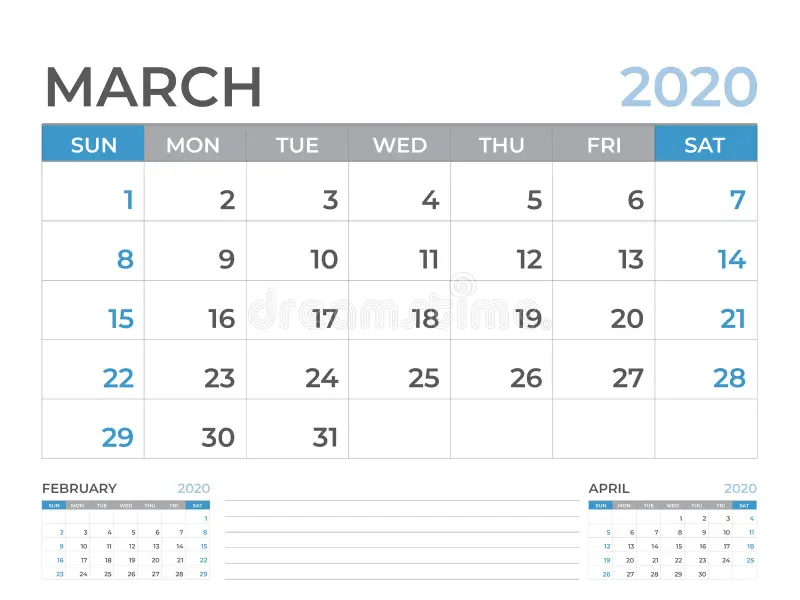 MARCH 2020
SUN MON TUE WED THU FRI SAT
1 2 3 4 5 6 7
8 9 10 11 12 13 14
15 16 17 18 19 20 21
dreamstime.
22 23 24 25 26 27 28
29 30 31
FEBRUARY 2020
SUN MON TUE WED THU FRI SAT
1
2 3 4 5 6 7 8
9 10 11 12 13 14 15
16 17 18 19 20 21 22
23 24 25 26 27 28 29
APRIL 2020
SUN MON TUE WED THU FRI SAT
1 2 3 4
5 6 7 8 9 10 11
12 13 14 15 16 17 18
19 20 21 22 23 24 25
26 27 28 29 30